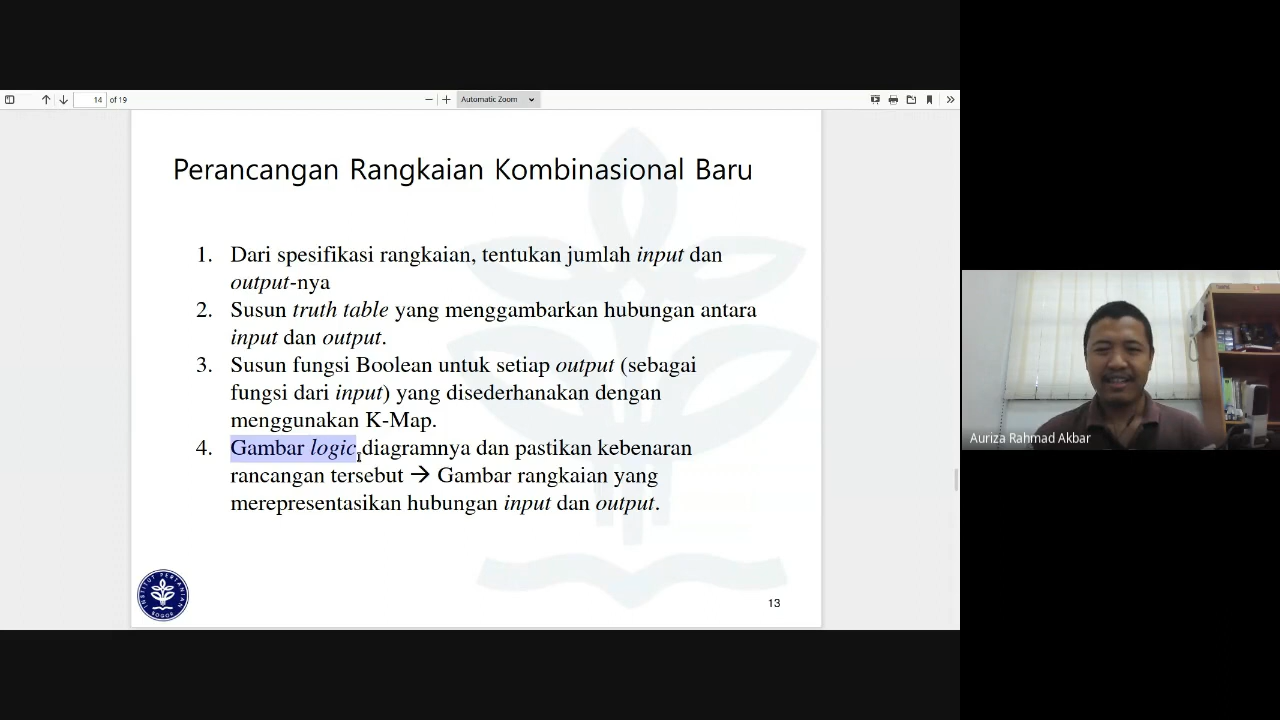 14 of 19
Automatic Zoom
Perancangan Rangkaian Kombinasional Baru
1. Dari spesifikasi rangkaian, tentukan jumlah input dan
output-nya
2. Susun truth table yang menggambarkan hubungan antara
input dan output.
3. Susun fungsi Boolean untuk setiap output (sebagai
fungsi dari input) yang disederhanakan dengan
menggunakan K-Map.
4. Gambar logic diagramnya dan pastikan kebenaran
rancangan tersebut → Gambar rangkaian yang
merepresentasikan hubungan input dan output.
INSTITUT PERTANIAN
BOGOR
13
Auriza Rahmad Akbar